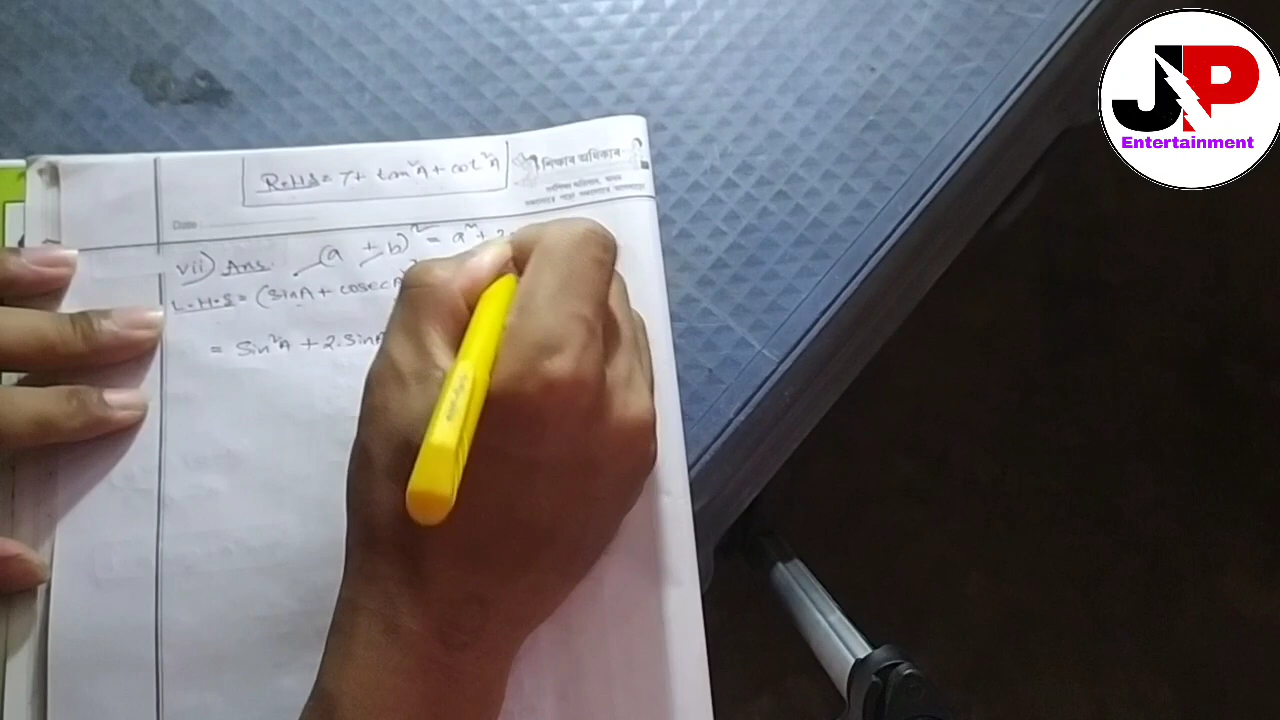 JP
Entertainment
R.H.S = 7 + tan²A + cot²A
শিক্ষাৰ অধিকাৰ
Date
vii) Ans. (a + b)² = a² + 2
L.H.S = (sinA + cosecA
= Sin²A + 2.sinA